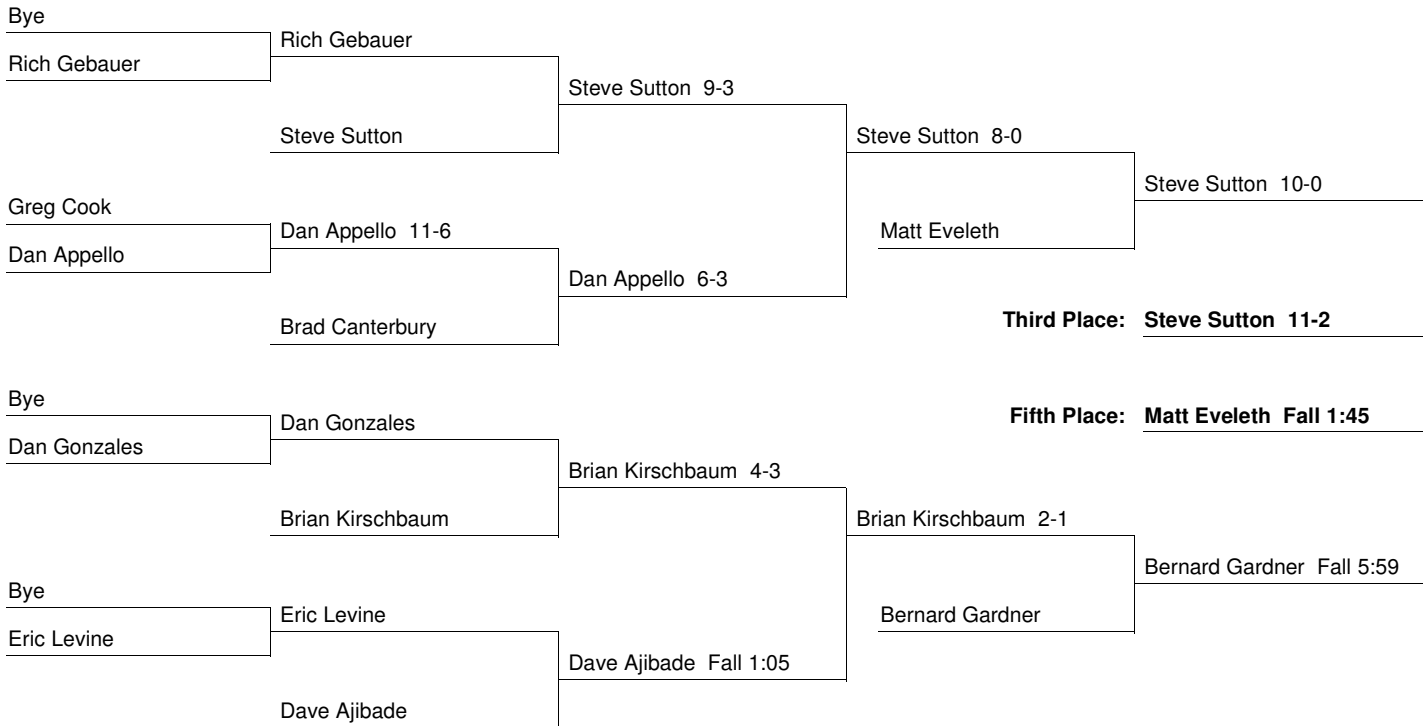 Bye
Rich Gebauer
Rich Gebauer
Steve Sutton 9-3
Steve Sutton
Steve Sutton 8-0
Steve Sutton 10-0
Greg Cook
Dan Appello 11-6
Matt Eveleth
Dan Appello
Dan Appello 6-3
Brad Canterbury
Third Place: Steve Sutton 11-2
Bye
Dan Gonzales
Fifth Place: Matt Eveleth Fall 1:45
Dan Gonzales
Brian Kirschbaum 4-3
Brian Kirschbaum
Brian Kirschbaum 2-1
Bernard Gardner Fall 5:59
Bye
Eric Levine
Bernard Gardner
Eric Levine
Dave Ajibade Fall 1:05
Dave Ajibade